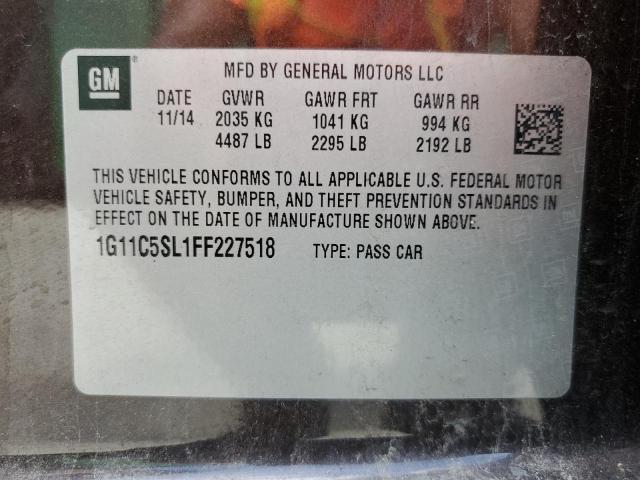 GM
MFD BY GENERAL MOTORS LLC
DATE GVWR GAWR FRT GAWR RR
11/14 2035 KG 1041 KG 994 KG
4487 LB 2295 LB 2192 LB
THIS VEHICLE CONFORMS TO ALL APPLICABLE U.S. FEDERAL MOTOR
VEHICLE SAFETY, BUMPER, AND THEFT PREVENTION STANDARDS IN
EFFECT ON THE DATE OF MANUFACTURE SHOWN ABOVE.
1G11C5SL1FF227518 TYPE: PASS CAR